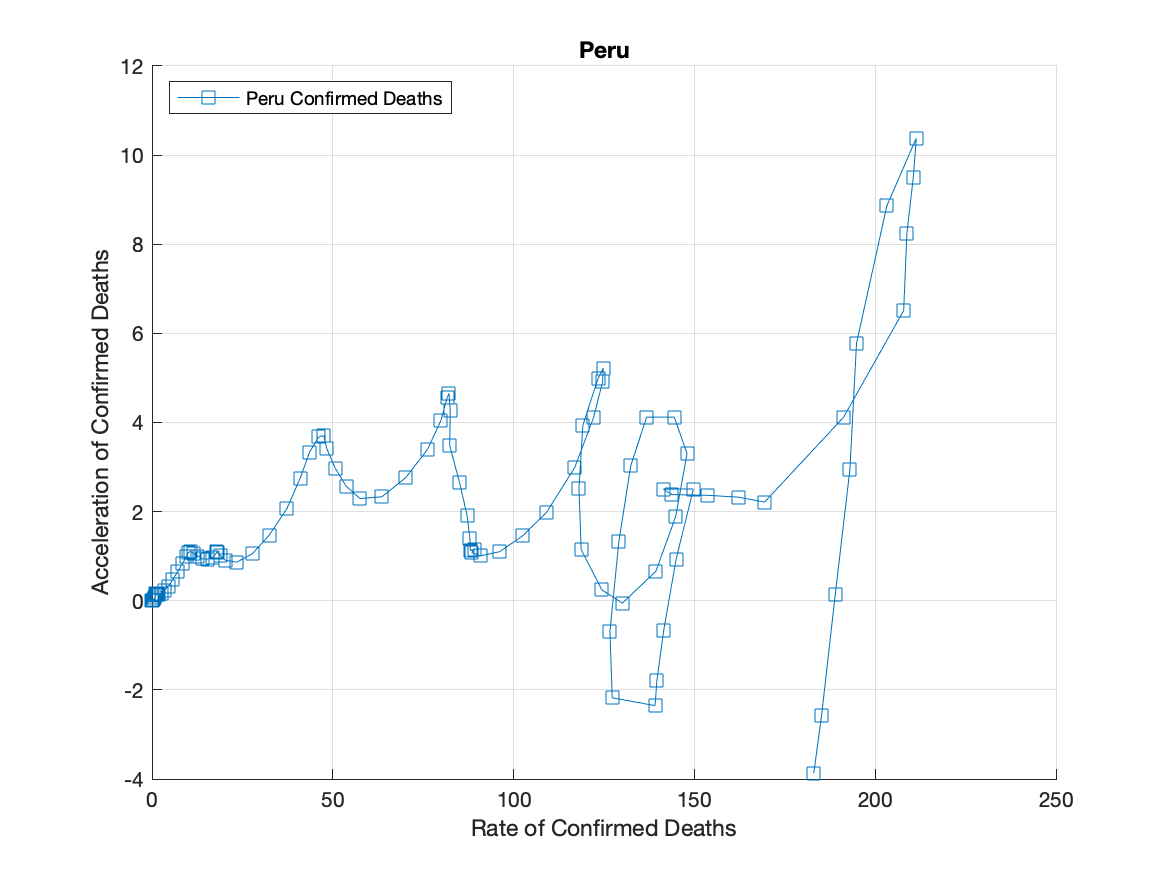 Peru
Peru Confirmed Deaths
12
10
8
6
4
2
0
-2
-4
Acceleration of Confirmed Deaths
0 50 100 150 200 250
Rate of Confirmed Deaths